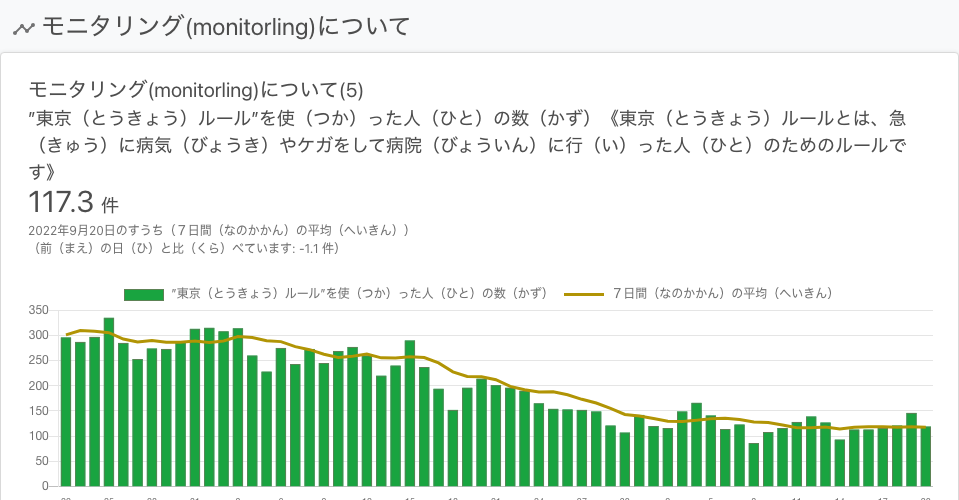 モニタリング(monitorling)について
モニタリング(monitorling)について(5)
”東京（とうきょう）ルール”を使（つか）った人（ひと）の数（かず）《東京（とうきょう）ルールとは、急
（きゅう）に病気（びょうき）やケガをして病院（びょういん）に行（い）った人（ひと）のためのルールで
す》
117.3 件
2022年9月20日のすうち（７日間（なのかかん）の平均（へいきん））
（前（まえ）の日（ひ）と比（くら）べています: -1.1 件）
”東京（とうきょう）ルール”を使（つか）った人（ひと）の数（かず） ７日間（なのかかん）の平均（へいきん）
350
300
250
200
150
100
50
0